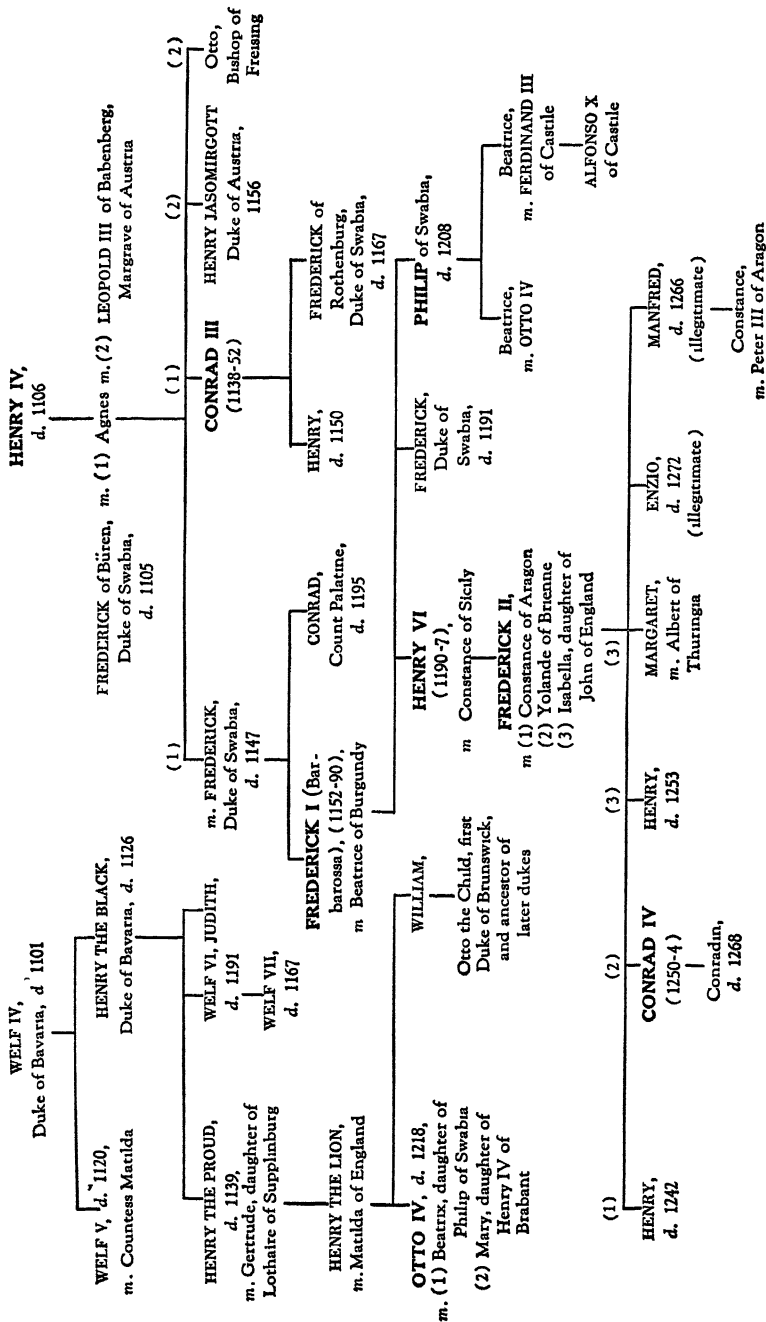 HENRY IV,
d. 1106
FREDERICK of Büren, m. (1) Agnes m. (2) LEOPOLD III of Babenberg,
Duke of Swabia,
d. 1105
Margrave of Austria
WELF IV,
Duke of Bavaria, d 1101
WELF V, d. 1120,
m. Countess Matilda
HENRY THE BLACK,
Duke of Bavaria, d. 1126
(1)
(1)
(2)
(2)
HENRY THE PROUD,
d. 1139,
m. Gertrude, daughter of
Lothaire of Supplinburg
WELF VI,
d. 1191
JUDITH,
m. FREDERICK,
Duke of Swabia,
d. 1147
CONRAD III
(1138-52)
HENRY JASOMIRGOTT
Duke of Austria,
1156
Otto,
Bishop of
Freising
WELF VII,
d. 1167
HENRY THE LION,
m. Matilda of England
FREDERICK I (Bar-
barossa), (1152-90),
m Beatrice of Burgundy
CONRAD,
Count Palatine,
d. 1195
HENRY,
d. 1150
FREDERICK of
Rothenburg,
Duke of Swabia,
d. 1167
OTTO IV, d. 1218,
m. (1) Beatrix, daughter of
Philip of Swabia
(2) Mary, daughter of
Henry IV of
Brabant
WILLIAM,
Otto the Child, first
Duke of Brunswick,
and ancestor of
later dukes
HENRY VI
(1190-7),
m Constance of Sicily
FREDERICK,
Duke of
Swabia,
d. 1191
PHILIP of Swabia,
d. 1208
FREDERICK II,
m (1) Constance of Aragon
(2) Yolande of Brienne
(3) Isabella, daughter of
John of England
Beatrice,
m. OTTO IV
Beatrice,
m. FERDINAND III
of Castile
ALFONSO X
of Castile
(1)
(2)
(3)
(3)
HENRY,
d. 1242
CONRAD IV
(1250-4)
Conradin,
d. 1268
HENRY,
d. 1253
MARGARET,
m. Albert of
Thuringia
ENZIO,
d. 1272
(illegitimate)
MANFRED,
d. 1266
(illegitimate)
Constance,
m. Peter III of Aragon